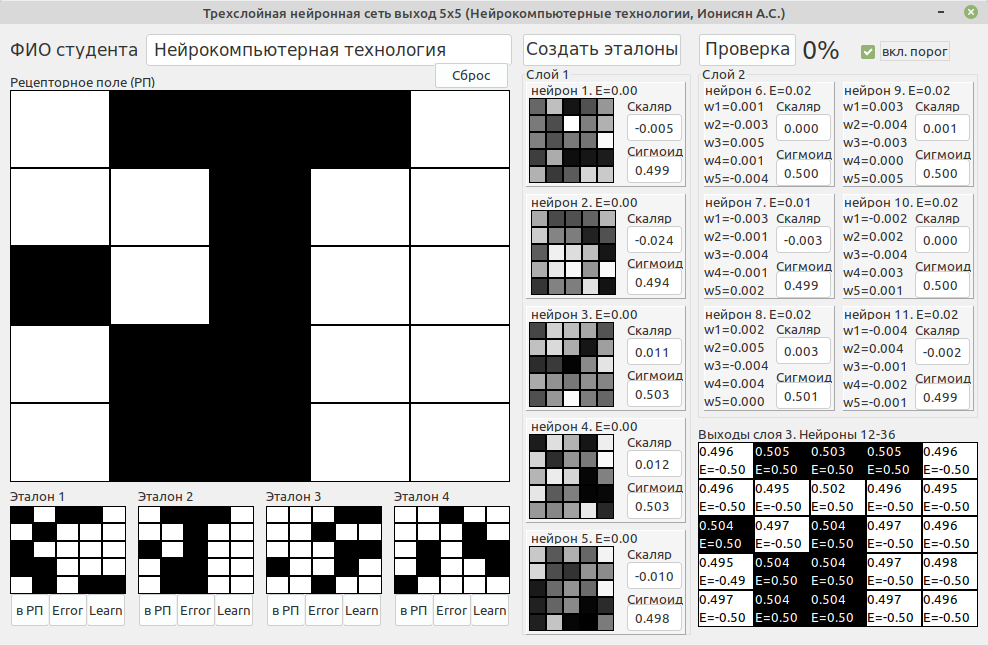 Трехслойная нейронная сеть выход 5x5 (Нейрокомпьютерные технологии, Ионисян А.С.)
ФИО студента Нейрокомпьютерная технология
Сброс
Рецепторное поле (РП)
Эталон 1
в РП Error Learn
Эталон 2
в РП Error Learn
Эталон 3
в РП Error Learn
Эталон 4
в РП Error Learn
Создать эталоны
Слой 1
нейрон 1. E=0.00
Скаляр
-0.005
Сигмоид
0.499
нейрон 2. E=0.00
Скаляр
-0.024
Сигмоид
0.494
нейрон 3. E=0.00
Скаляр
0.011
Сигмоид
0.503
нейрон 4. E=0.00
Скаляр
0.012
Сигмоид
0.503
нейрон 5. E=0.00
Скаляр
-0.010
Сигмоид
0.498
Проверка 0% вкл. порог
Слой 2
нейрон 6. E=0.02
w1=0.001 Скаляр
w2=-0.003 0.000
w3=0.005
w4=0.001 Сигмоид
w5=-0.004 0.500
нейрон 9. E=0.02
w1=0.003 Скаляр
w2=-0.004 0.001
w3=-0.003
w4=0.000 Сигмоид
w5=0.005 0.500
нейрон 7. E=0.01
w1=-0.003 Скаляр
w2=-0.001 -0.003
w3=-0.004
w4=-0.001 Сигмоид
w5=0.002 0.499
нейрон 10. E=0.02
w1=-0.002 Скаляр
w2=0.002 0.000
w3=-0.004
w4=0.003 Сигмоид
w5=0.001 0.500
нейрон 8. E=0.02
w1=0.002 Скаляр
w2=0.005 0.003
w3=-0.004
w4=0.004 Сигмоид
w5=0.000 0.501
нейрон 11. E=0.02
w1=-0.004 Скаляр
w2=0.004 -0.002
w3=-0.001
w4=-0.002 Сигмоид
w5=-0.001 0.499
Выходы слоя 3. Нейроны 12-36
0.496 0.505 0.503 0.505 0.496
E=-0.50 E=0.50 E=0.50 E=0.50 E=-0.50
0.496 0.495 0.502 0.496 0.495
E=-0.50 E=-0.50 E=0.50 E=-0.50 E=-0.50
0.504 0.497 0.504 0.496 0.497
E=0.50 E=-0.50 E=0.50 E=-0.50 E=-0.50
0.495 0.504 0.504 0.497 0.498
E=-0.49 E=0.50 E=0.50 E=-0.50 E=-0.50
0.497 0.504 0.504 0.497 0.496
E=-0.50 E=0.50 E=0.50 E=-0.50 E=-0.50